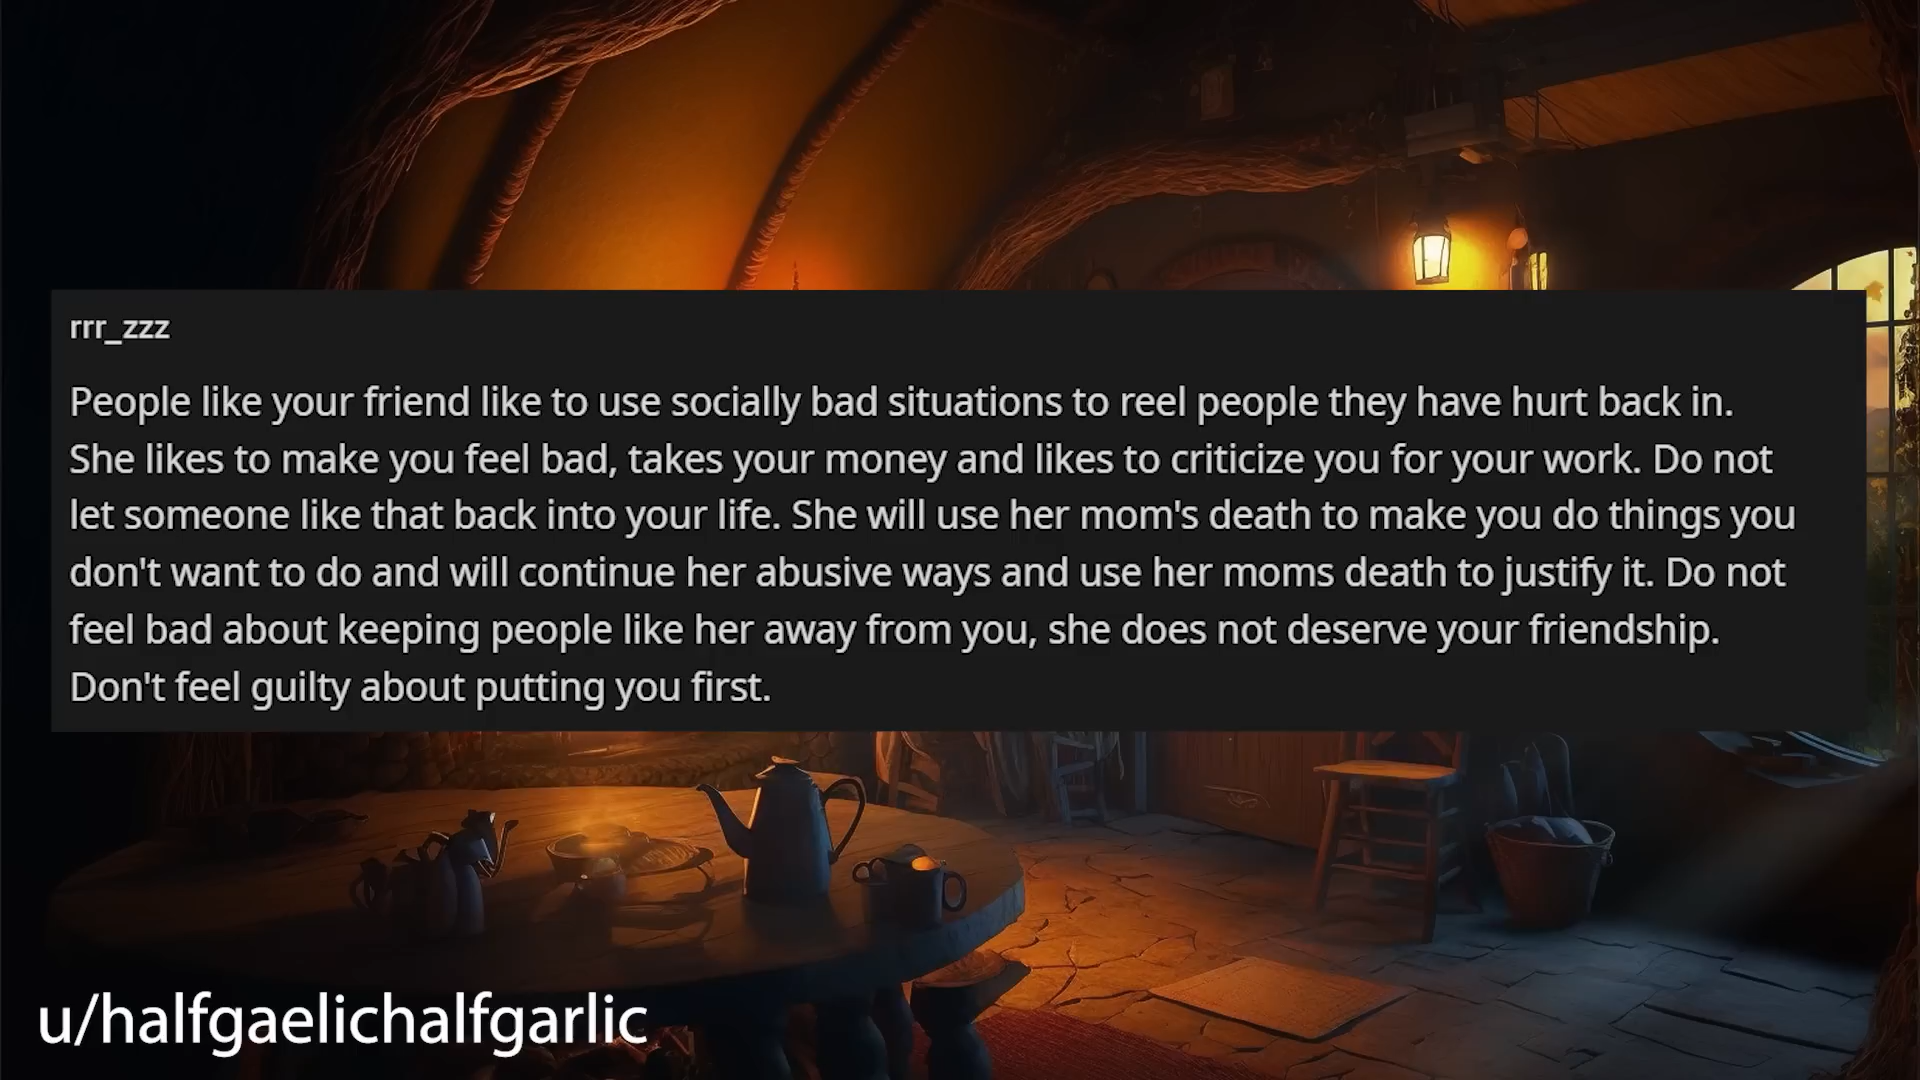 rrr_zzz
People like your friend like to use socially bad situations to reel people they have hurt back in.
She likes to make you feel bad, takes your money and likes to criticize you for your work. Do not
let someone like that back into your life. She will use her mom's death to make you do things you
don't want to do and will continue her abusive ways and use her moms death to justify it. Do not
feel bad about keeping people like her away from you, she does not deserve your friendship.
Don't feel guilty about putting you first.
u/halfgaelichalfgarlic